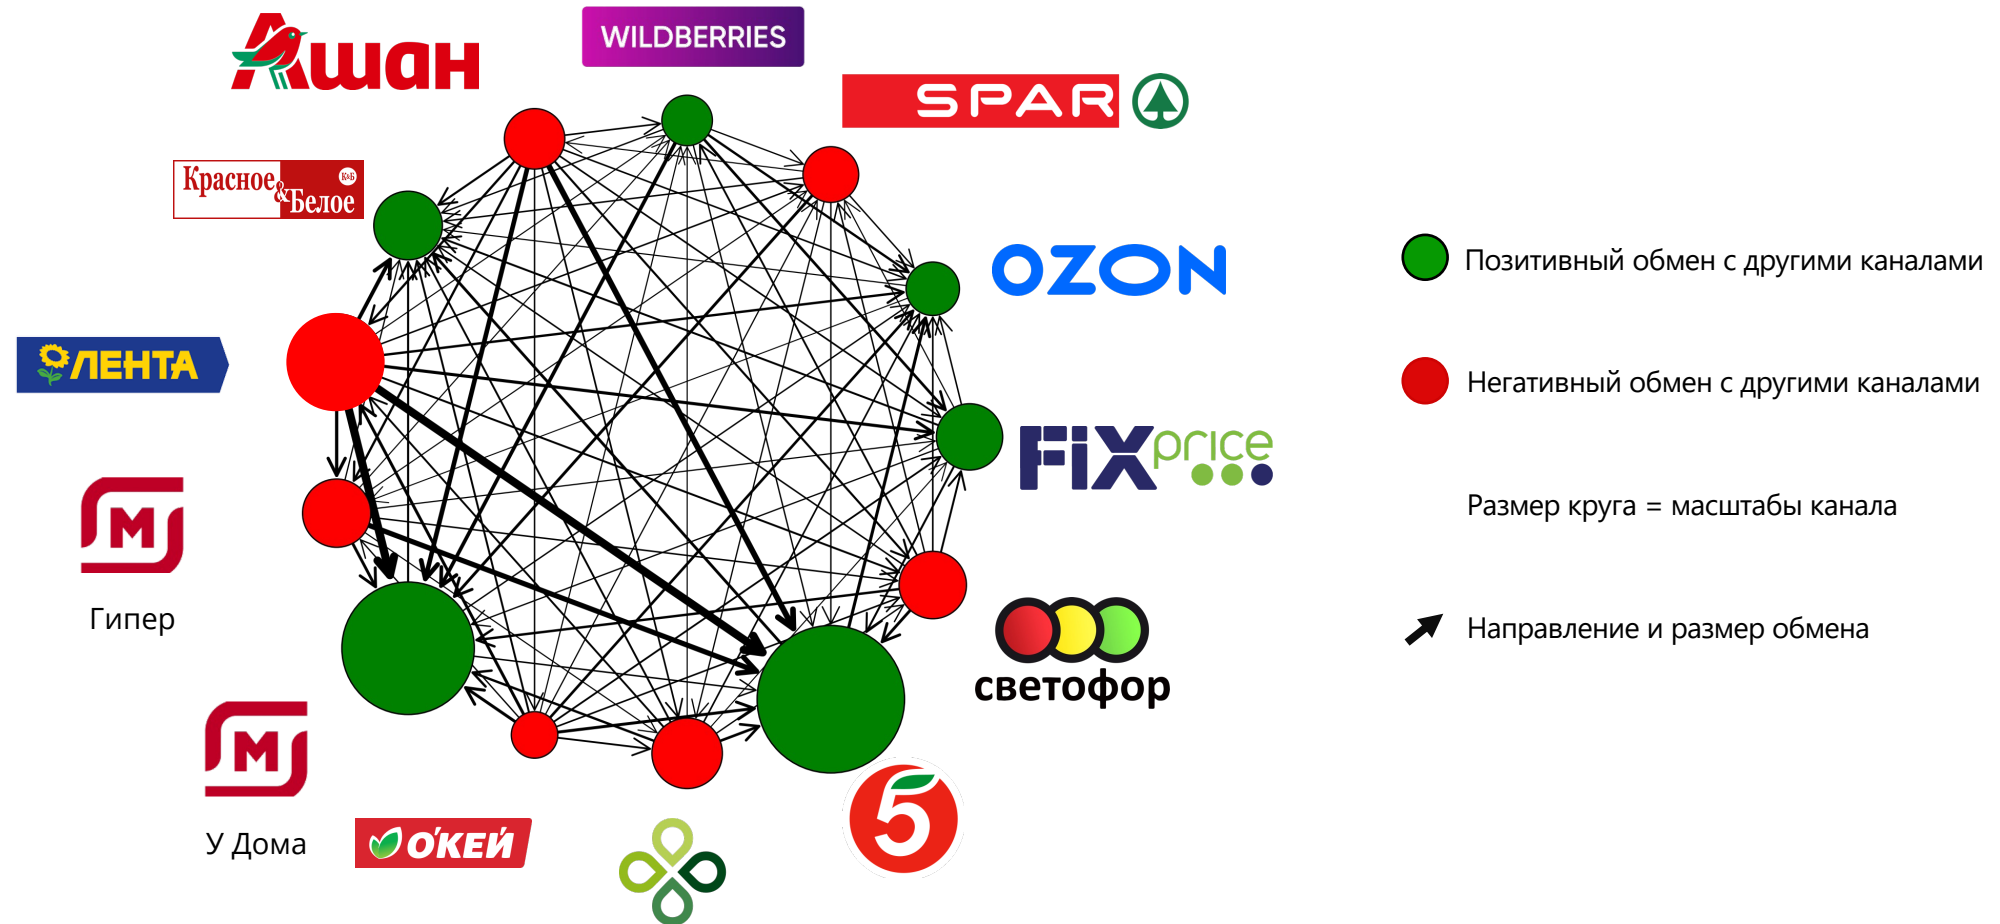 Ашан
WILDBERRIES
SPAR
Красное & Белое К&Б
OZON
ЛЕНТА
Fix price
М
Гипер
светофор
М
У Дома
О'КЕЙ
5
Позитивный обмен с другими каналами
Негативный обмен с другими каналами
Размер круга = масштабы канала
Направление и размер обмена